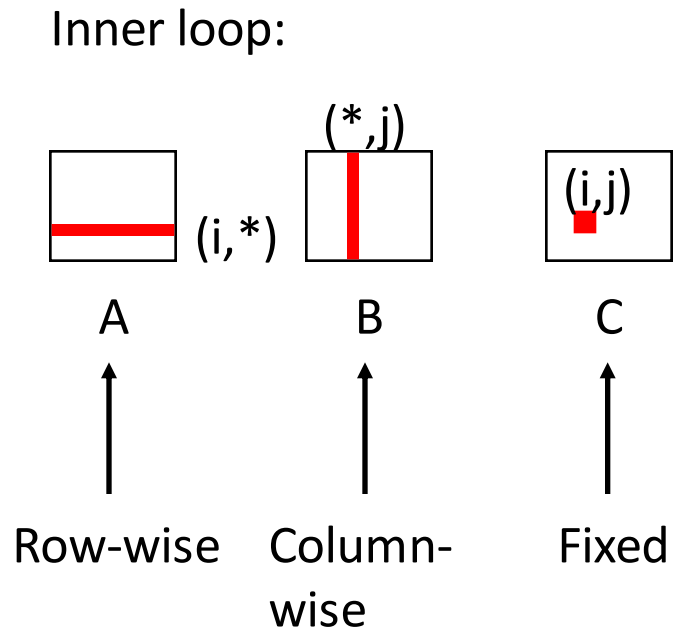 Inner loop:
(*,j)
(i,j)
(i,*)
A B C
Row-wise Column-
wise Fixed